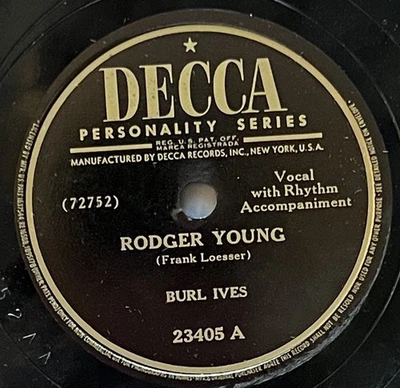 DECCA
PERSONALITY SERIES
REG. U.S. PAT. OFF.
MARCA REGISTRADA
MANUFACTURED BY DECCA RECORDS, INC., NEW YORK, U.S.A.
Vocal
with Rhythm
Accompaniment
(72752)
RODGER YOUNG
(Frank Loesser)
BURL IVES
23405 A